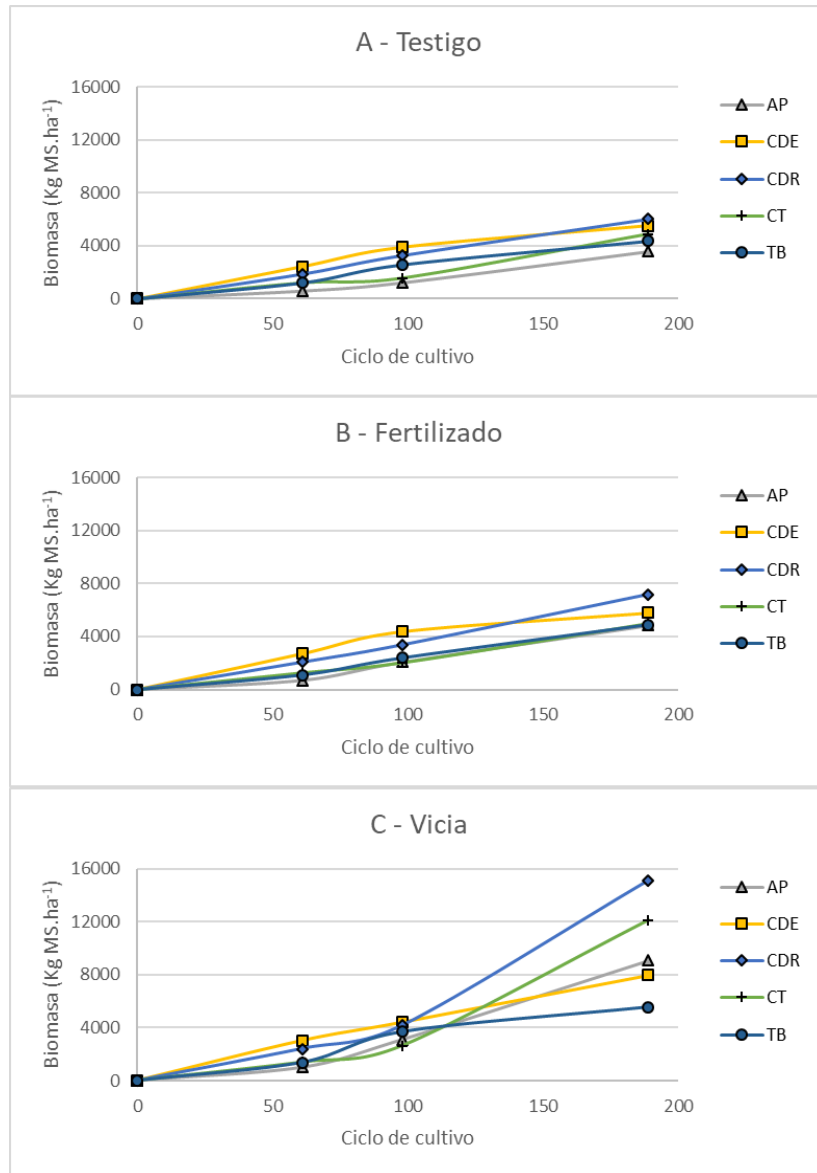 A - Testigo
Biomasa (Kg MS.ha⁻¹)
16000
12000
8000
4000
0
0 50 100 150 200
Ciclo de cultivo
AP
CDE
CDR
CT
TB
B - Fertilizado
Biomasa (Kg MS.ha⁻¹)
16000
12000
8000
4000
0
0 50 100 150 200
Ciclo de cultivo
AP
CDE
CDR
CT
TB
C - Vicia
Biomasa (Kg MS.ha⁻¹)
16000
12000
8000
4000
0
0 50 100 150 200
Ciclo de cultivo
AP
CDE
CDR
CT
TB